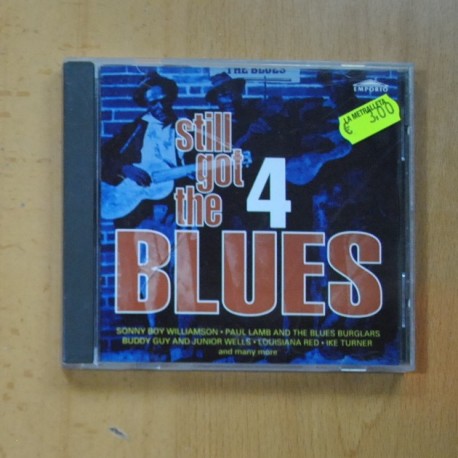 THE BLUES
EMPORIO
LA METRALLETA
€ 3,00
still
got
the
4
BLUES
SONNY BOY WILLIAMSON • PAUL LAMB AND THE BLUES BURGLARS
BUDDY GUY AND JUNIOR WELLS • LOUISIANA RED • IKE TURNER
and many more